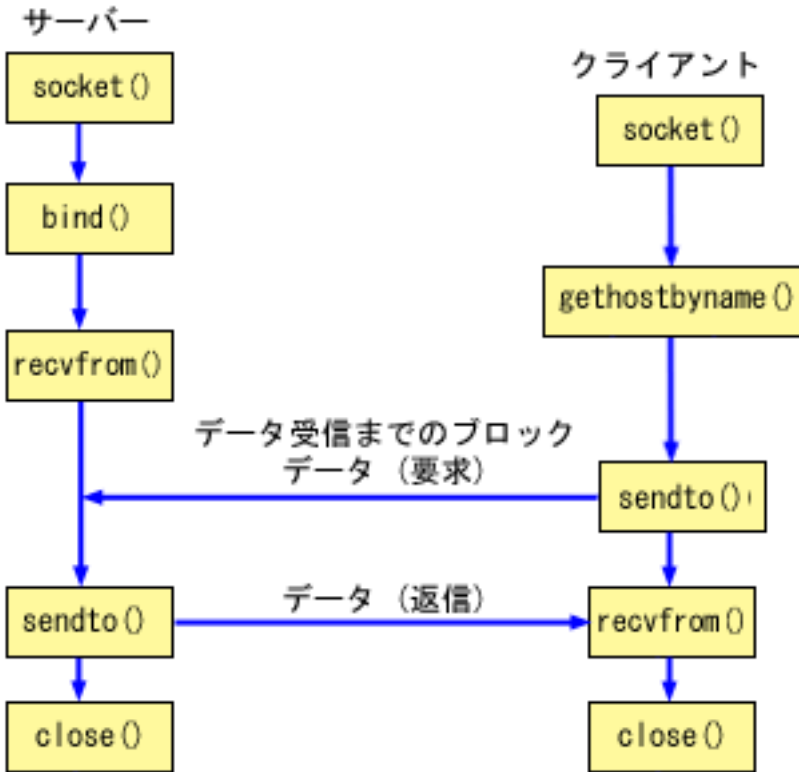 サーバー
socket()
bind()
recvfrom()
sendto()
close()
クライアント
socket()
gethostbyname()
sendto()
recvfrom()
close()
データ受信までのブロック
データ（要求）
データ（返信）